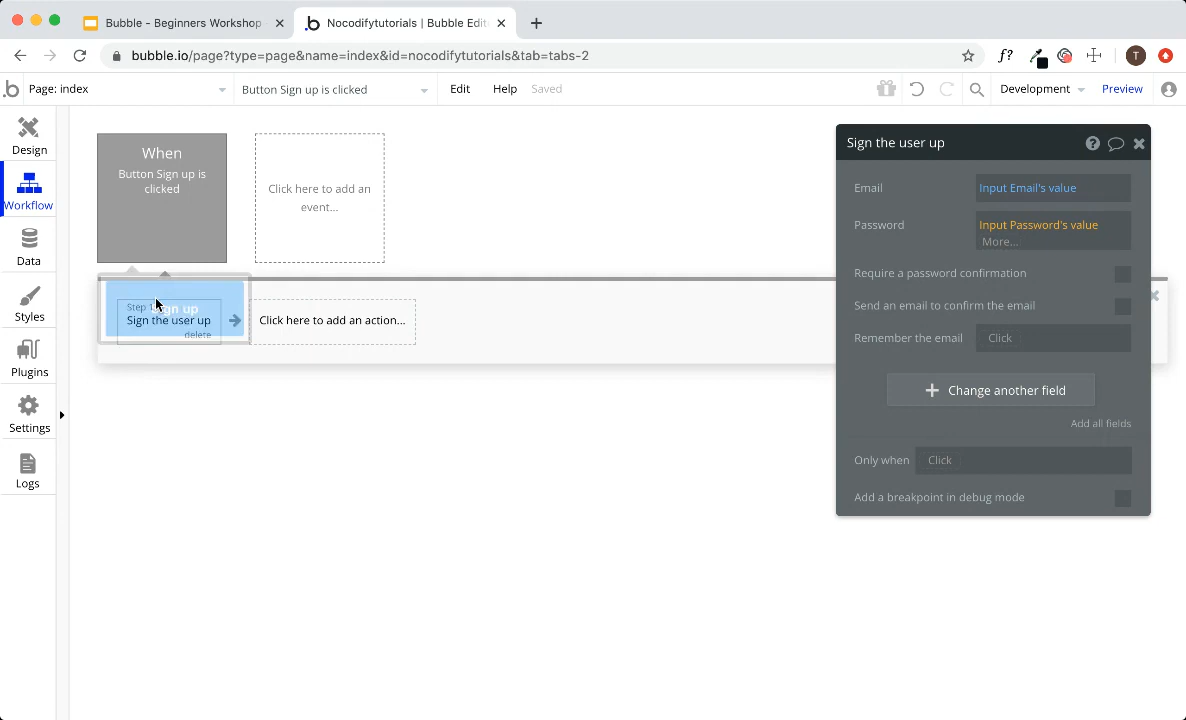 Bubble - Beginners Workshop
Nocodifytutorials | Bubble Edit
bubble.io/page?type=page&name=index&id=nocodifytutorials&tab=tabs-2
f?
T
b
Page: index
Button Sign up is clicked
Edit
Help
Saved
Development
Preview
Design
Workflow
Data
Styles
Plugins
Settings
Logs
When
Button Sign up is
clicked
Click here to add an
event...
Step 1
Sign up
Sign the user up
delete
Click here to add an action...
Sign the user up
Email
Input Email's value
Password
Input Password's value
More...
Require a password confirmation
Send an email to confirm the email
Remember the email
Click
Change another field
Add all fields
Only when
Click
Add a breakpoint in debug mode